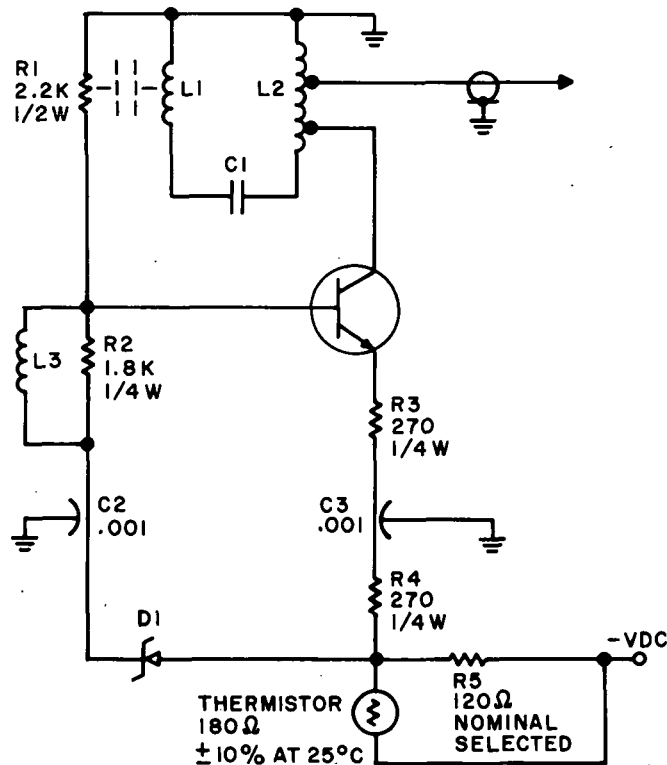 R1
2.2K
1/2W
L1
L2
C1
L3
R2
1.8K
1/4W
R3
270
1/4W
C2
.001
C3
.001
R4
270
1/4W
D1
-VDC
R5
120Ω
NOMINAL
SELECTED
THERMISTOR
180Ω
±10% AT 25°C